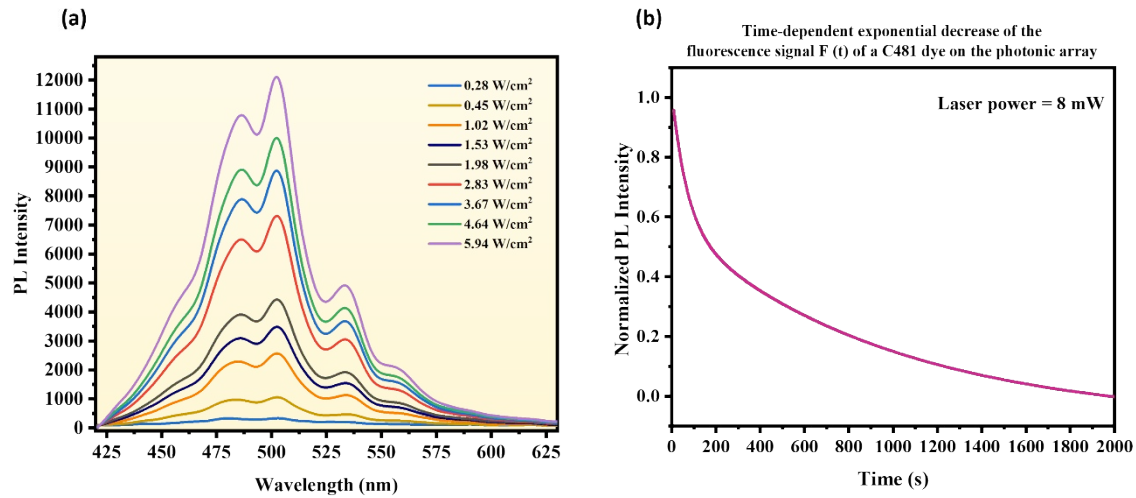 (a)
12000
11000
10000
9000
8000
7000
6000
5000
4000
3000
2000
1000
0
PL Intensity
0.28 W/cm²
0.45 W/cm²
1.02 W/cm²
1.53 W/cm²
1.98 W/cm²
2.83 W/cm²
3.67 W/cm²
4.64 W/cm²
5.94 W/cm²
425 450 475 500 525 550 575 600 625
Wavelength (nm)
(b)
Time-dependent exponential decrease of the
fluorescence signal F (t) of a C481 dye on the photonic array
1.0
0.8
0.6
0.4
0.2
0.0
Normalized PL Intensity
Laser power = 8 mW
0 200 400 600 800 1000 1200 1400 1600 1800 2000
Time (s)